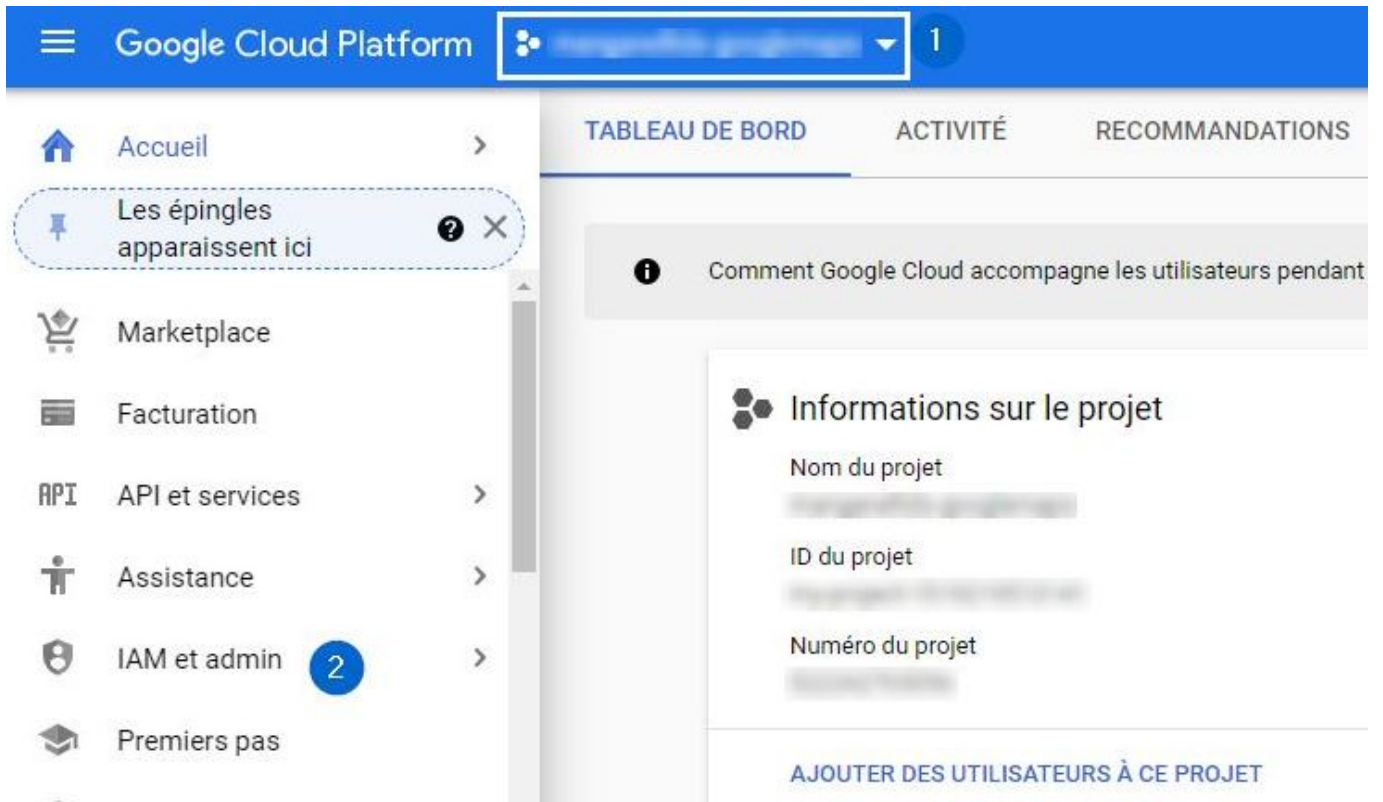 Google Cloud Platform
1
Accueil
Les épingles
apparaissent ici
Marketplace
Facturation
API API et services
Assistance
IAM et admin 2
Premiers pas
TABLEAU DE BORD ACTIVITÉ RECOMMANDATIONS
Comment Google Cloud accompagne les utilisateurs pendant
Informations sur le projet
Nom du projet
ID du projet
Numéro du projet
AJOUTER DES UTILISATEURS À CE PROJET